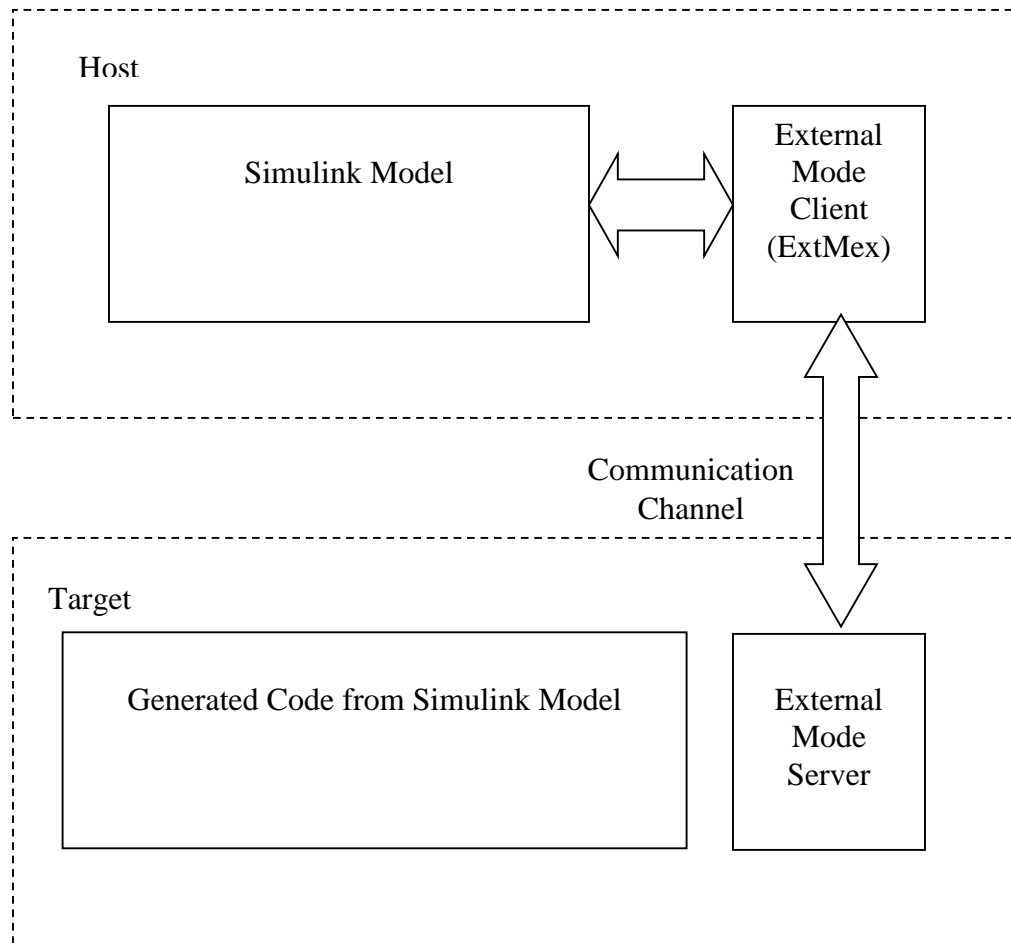 Host
Simulink Model
External
Mode
Client
(ExtMex)
Communication
Channel
Target
Generated Code from Simulink Model
External
Mode
Server